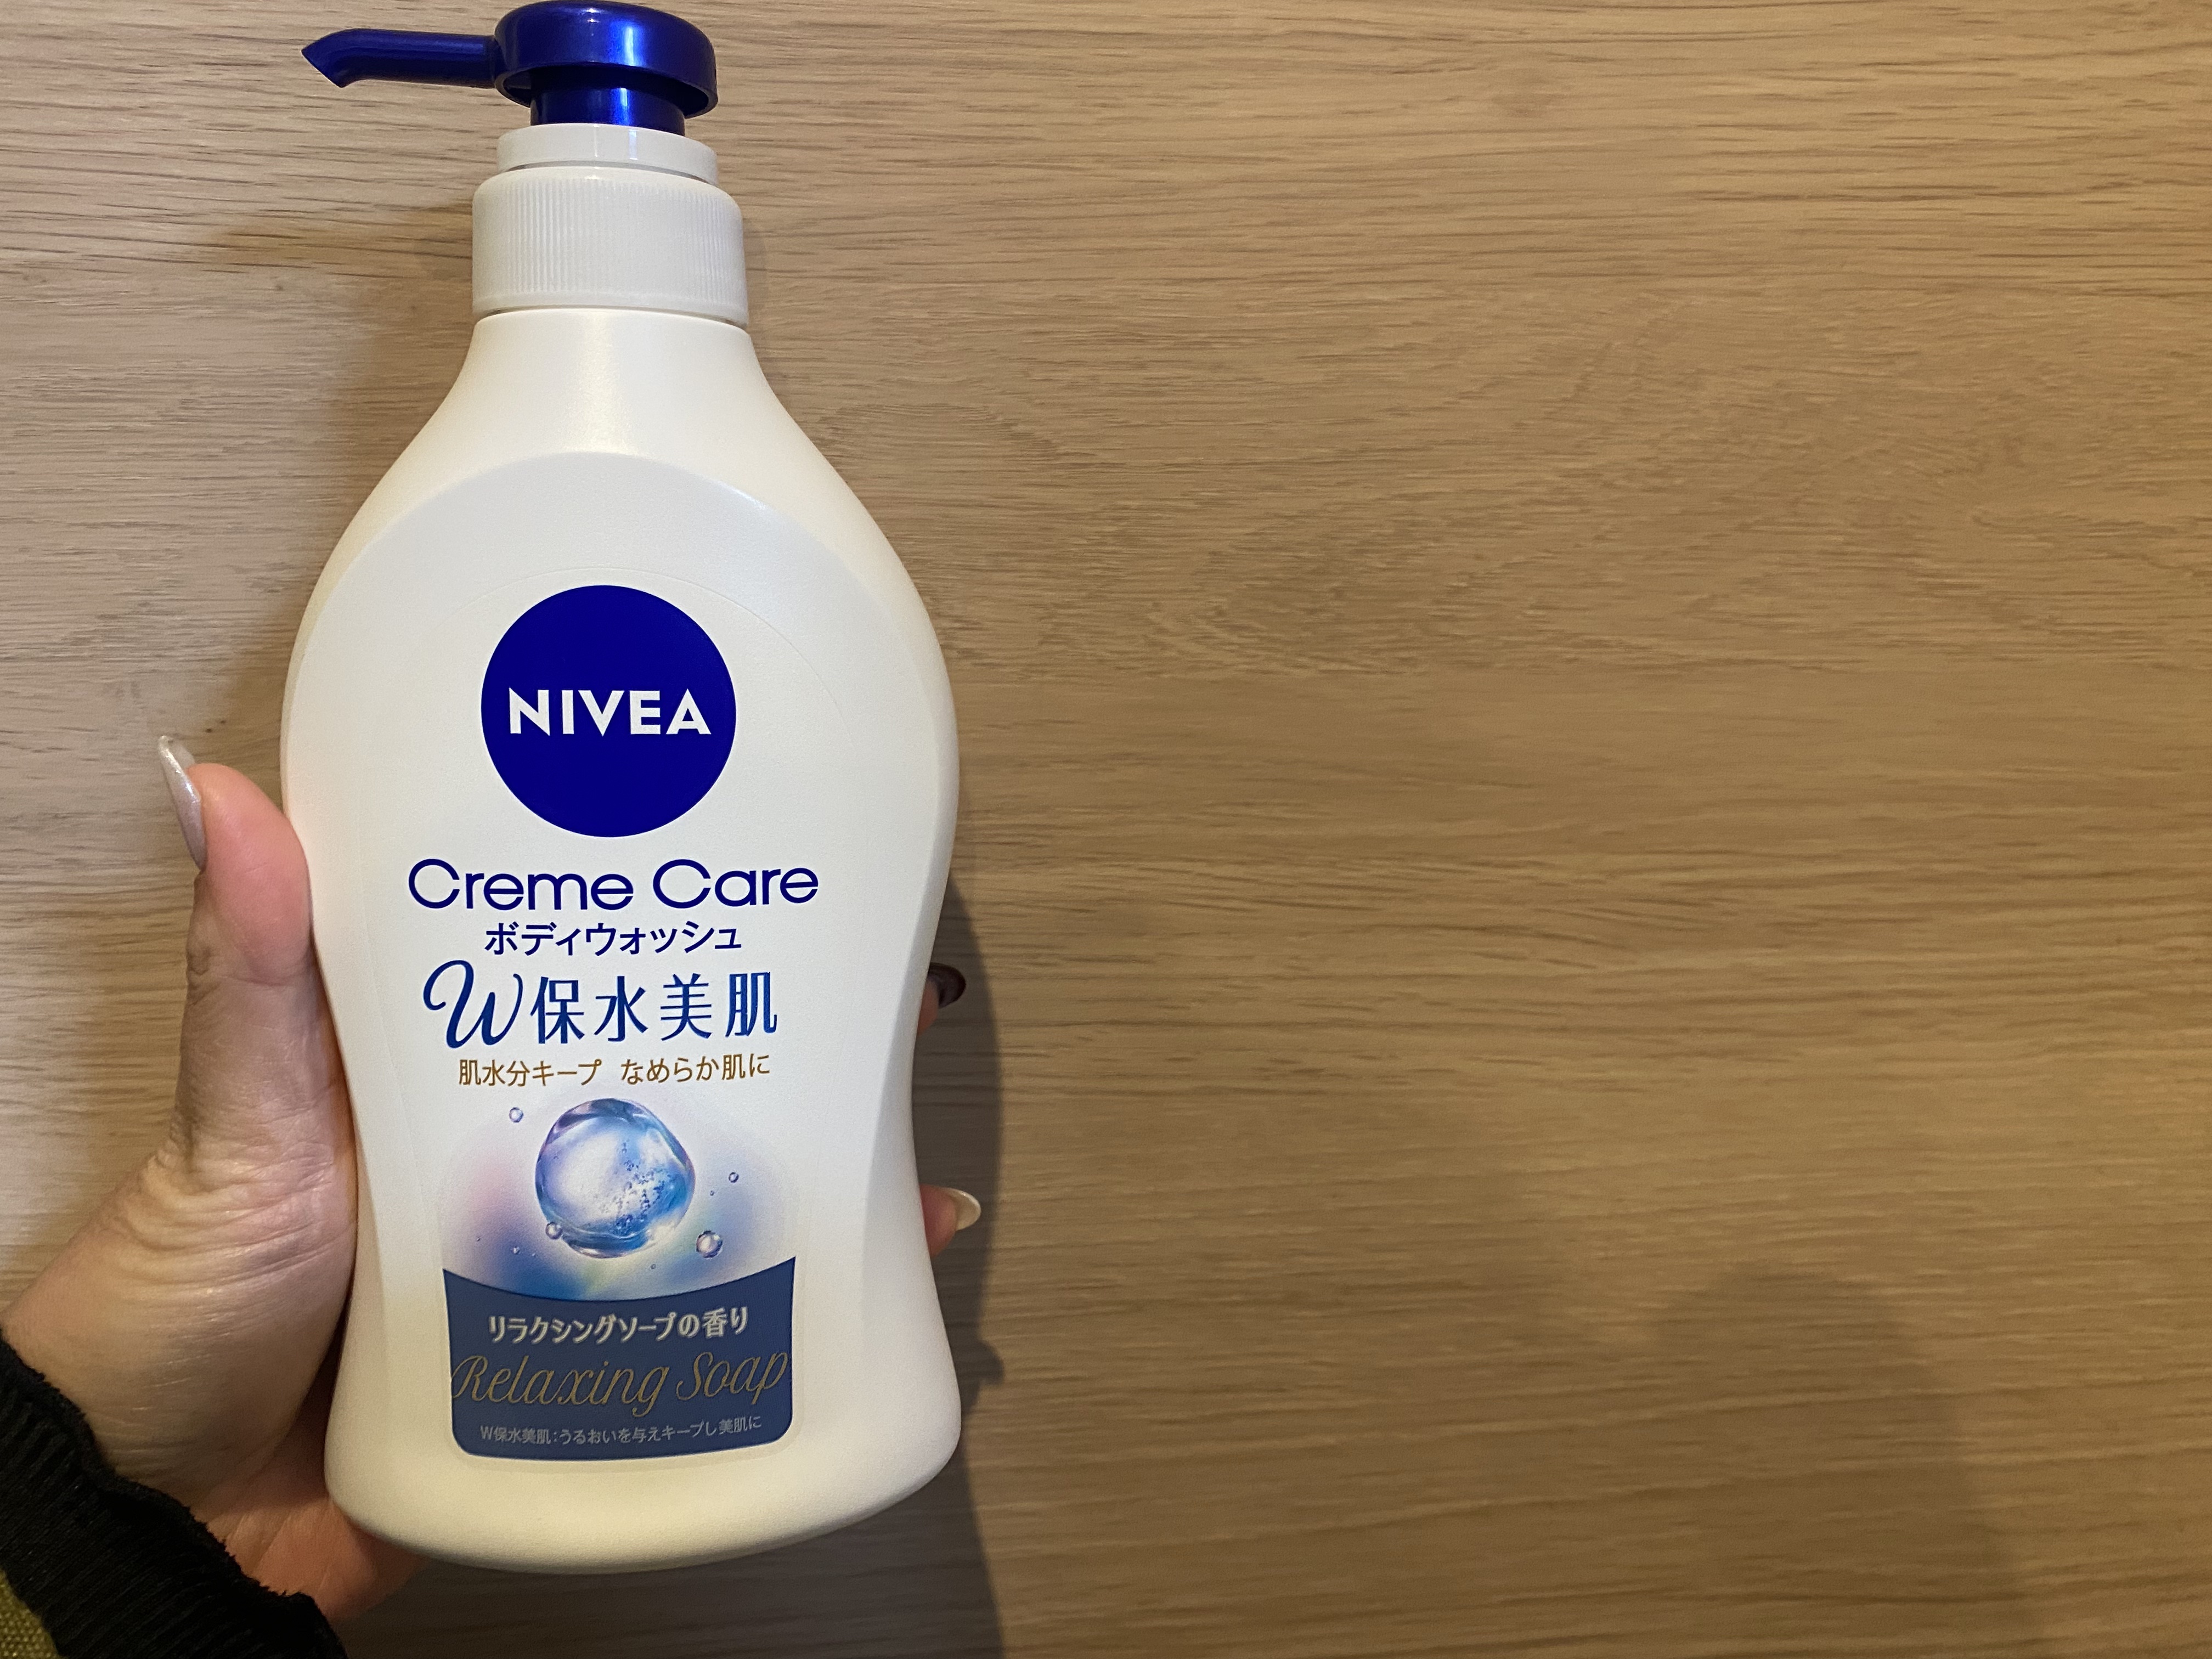 NIVEA
Creme Care
ボディウォッシュ
W保水美肌
肌水分キープ なめらか肌に
リラクシングソープの香り
Relaxing Soap
W保水美肌:うるおいを与えキープし美肌に